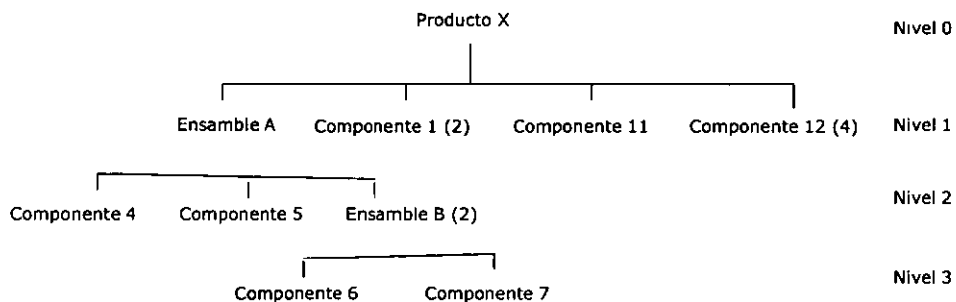 Producto X
Nivel 0
Ensamble A Componente 1 (2) Componente 11 Componente 12 (4) Nivel 1
Componente 4 Componente 5 Ensamble B (2) Nivel 2
Componente 6 Componente 7 Nivel 3